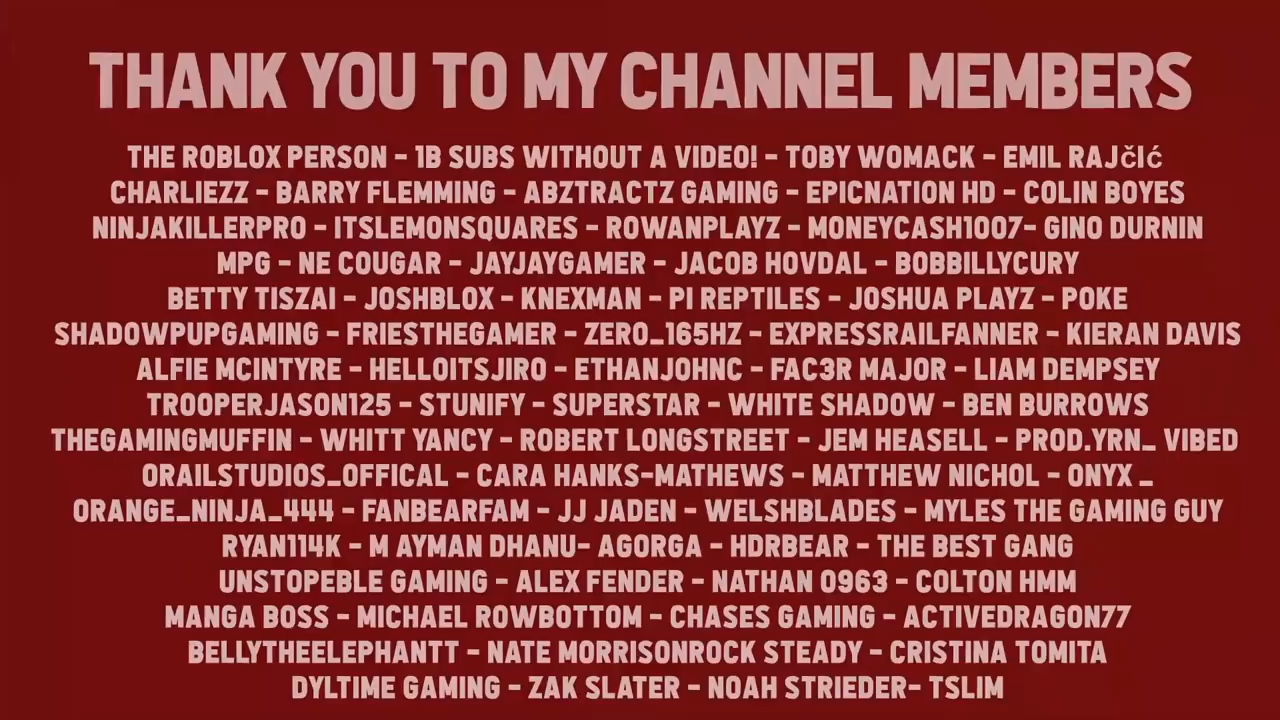 THANK YOU TO MY CHANNEL MEMBERS
THE ROBLOX PERSON - 1B SUBS WITHOUT A VIDEO! - TOBY WOMACK - EMIL RAJčIć
CHARLIEZZ - BARRY FLEMMING - ABZTRACTZ GAMING - EPICNATION HD - COLIN BOYES
NINJAKILLERPRO - ITSLEMONSQUARES - ROWANPLAYZ - MONEYCASH1007- GINO DURNIN
MPG - NE COUGAR - JAYJAYGAMER - JACOB HOVDAL - BOBBILLYCURY
BETTY TISZAI - JOSHBLOX - KNEXMAN - PI REPTILES - JOSHUA PLAYZ - POKE
SHADOWPUPGAMING - FRIESTHEGAMER - ZERO_165HZ - EXPRESSRAILFANNER - KIERAN DAVIS
ALFIE MCINTYRE - HELLOITSJIRO - ETHANJOHNC - FAC3R MAJOR - LIAM DEMPSEY
TROOPERJASON125 - STUNIFY - SUPERSTAR - WHITE SHADOW - BEN BURROWS
THEGAMINGMUFFIN - WHITT YANCY - ROBERT LONGSTREET - JEM HEASELL - PROD.YRN_ VIBED
ORAILSTUDIOS_OFFICAL - CARA HANKS-MATHEWS - MATTHEW NICHOL - ONYX _
ORANGE_NINJA_444 - FANBEARFAM - JJ JADEN - WELSHBLADES - MYLES THE GAMING GUY
RYAN114K - M AYMAN DHANU- AGORGA - HDRBEAR - THE BEST GANG
UNSTOPEBLE GAMING - ALEX FENDER - NATHAN 0963 - COLTON HMM
MANGA BOSS - MICHAEL ROWBOTTOM - CHASES GAMING - ACTIVEDRAGON77
BELLYTHEELEPHANTT - NATE MORRISONROCK STEADY - CRISTINA TOMITA
DYLTIME GAMING - ZAK SLATER - NOAH STRIEDER- TSLIM